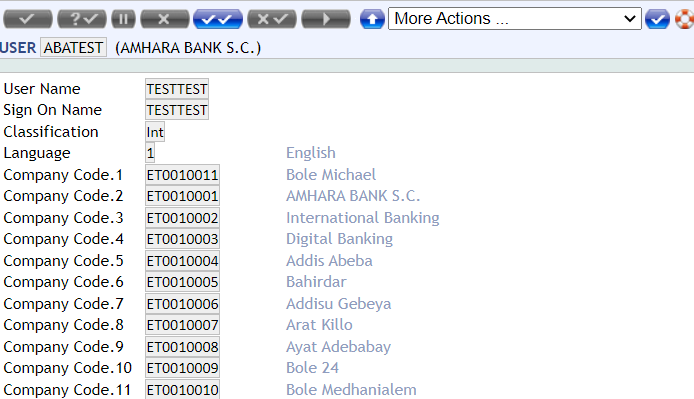 More Actions ...
USER ABATEST (AMHARA BANK S.C.)
User Name TESTTEST
Sign On Name TESTTEST
Classification Int
Language 1 English
Company Code.1 ET0010011 Bole Michael
Company Code.2 ET0010001 AMHARA BANK S.C.
Company Code.3 ET0010002 International Banking
Company Code.4 ET0010003 Digital Banking
Company Code.5 ET0010004 Addis Abeba
Company Code.6 ET0010005 Bahirdar
Company Code.7 ET0010006 Addisu Gebeya
Company Code.8 ET0010007 Arat Killo
Company Code.9 ET0010008 Ayat Adebabay
Company Code.10 ET0010009 Bole 24
Company Code.11 ET0010010 Bole Medhanialem